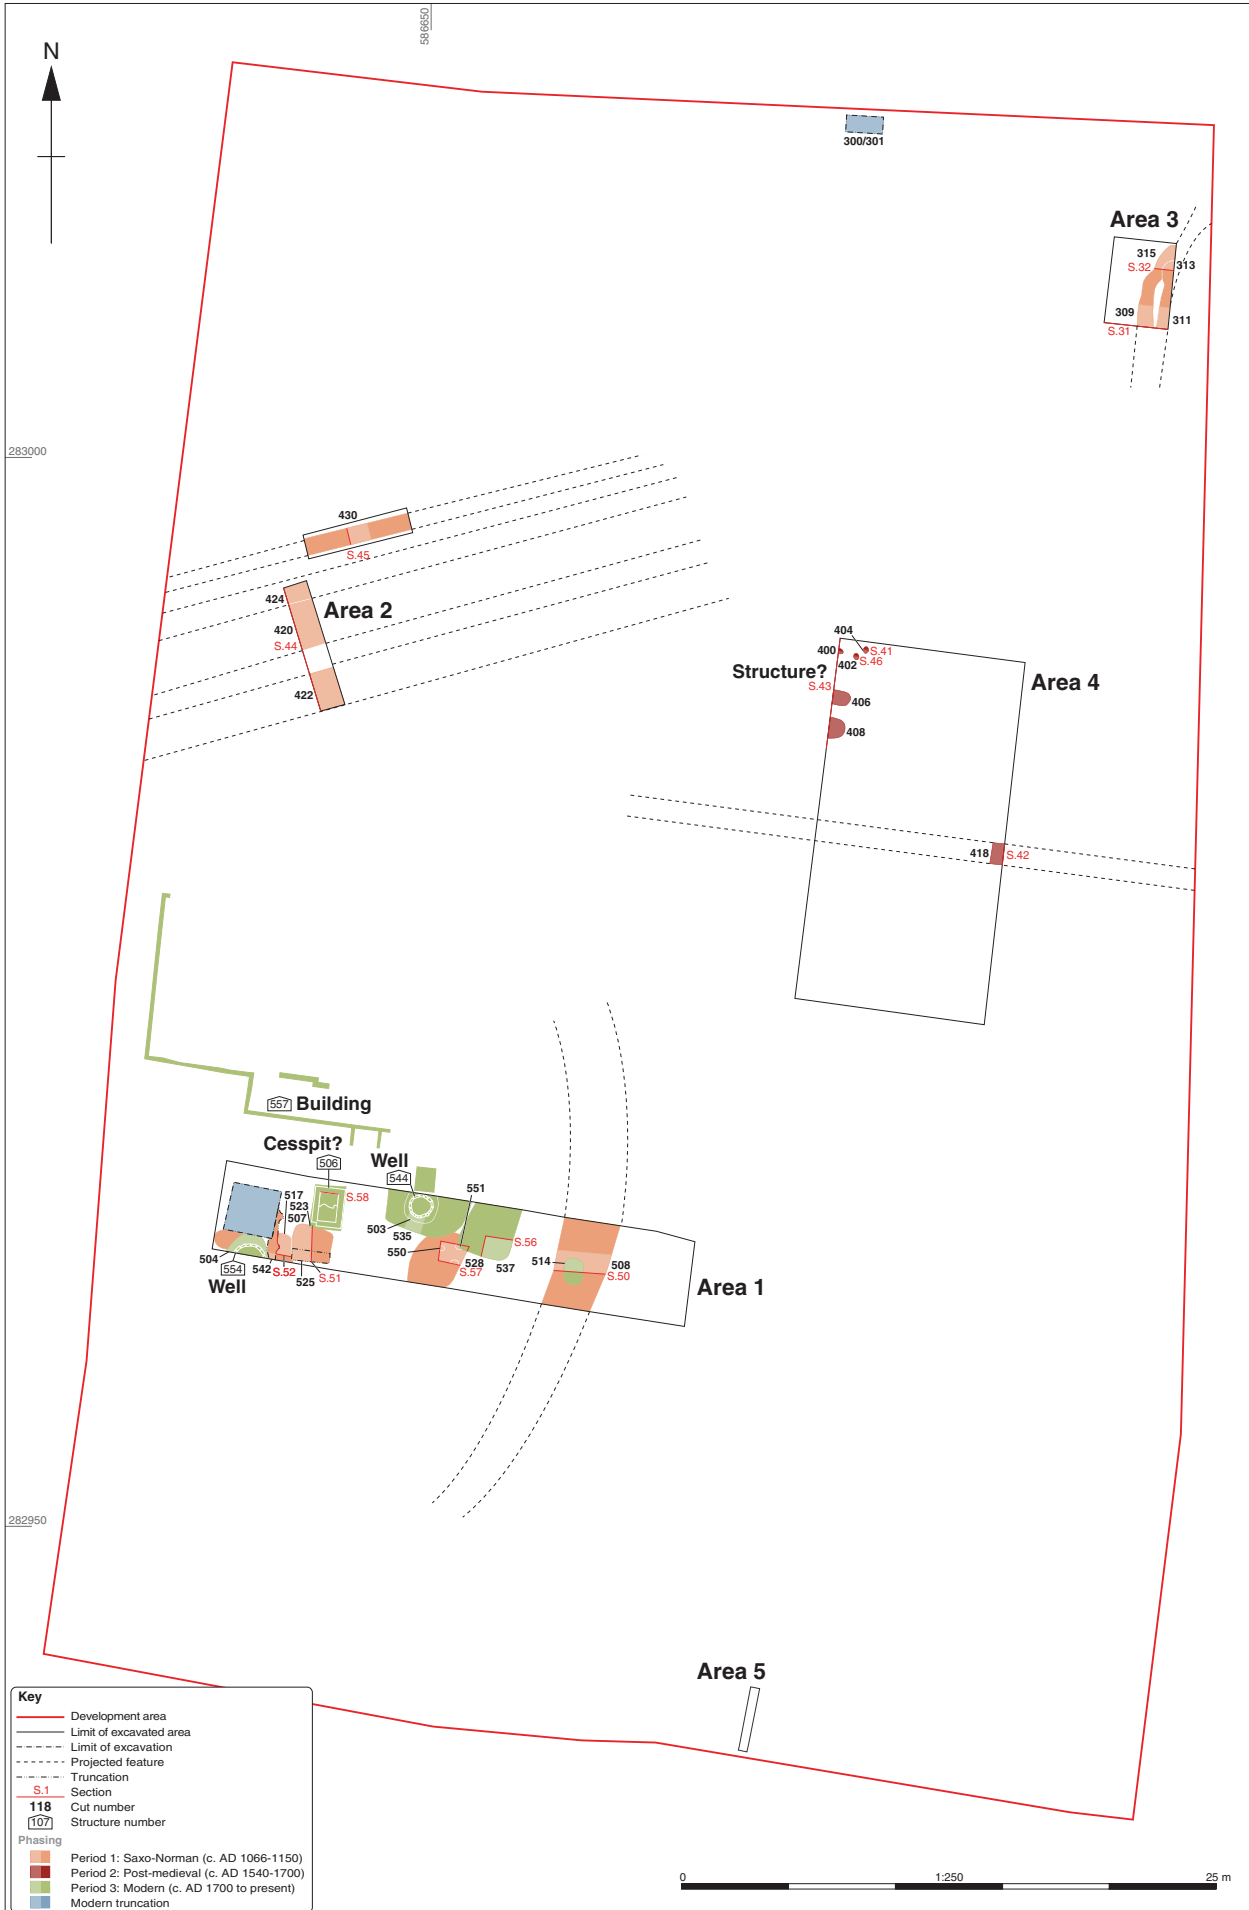 586650
N
300/301
Area 3
315
S.32
313
309
311
S.31
283000
430
S.45
424
Area 2
420
S.44
422
404
400
S.41
402
S.46
Structure?
S.43
Area 4
406
408
418
S.42
557 Building
Cesspit?
506
Well
544
517
523
507
S.58
551
503
535
550
S.56
528
537
S.57
514
508
S.50
504
554
542
S.52
525
S.51
Well
Area 1
282950
Area 5
Key
Development area
Limit of excavated area
Limit of excavation
Projected feature
Truncation
S.1 Section
118 Cut number
107 Structure number
Phasing
Period 1: Saxo-Norman (c. AD 1066-1150)
Period 2: Post-medieval (c. AD 1540-1700)
Period 3: Modern (c. AD 1700 to present)
Modern truncation
0 1:250 25 m